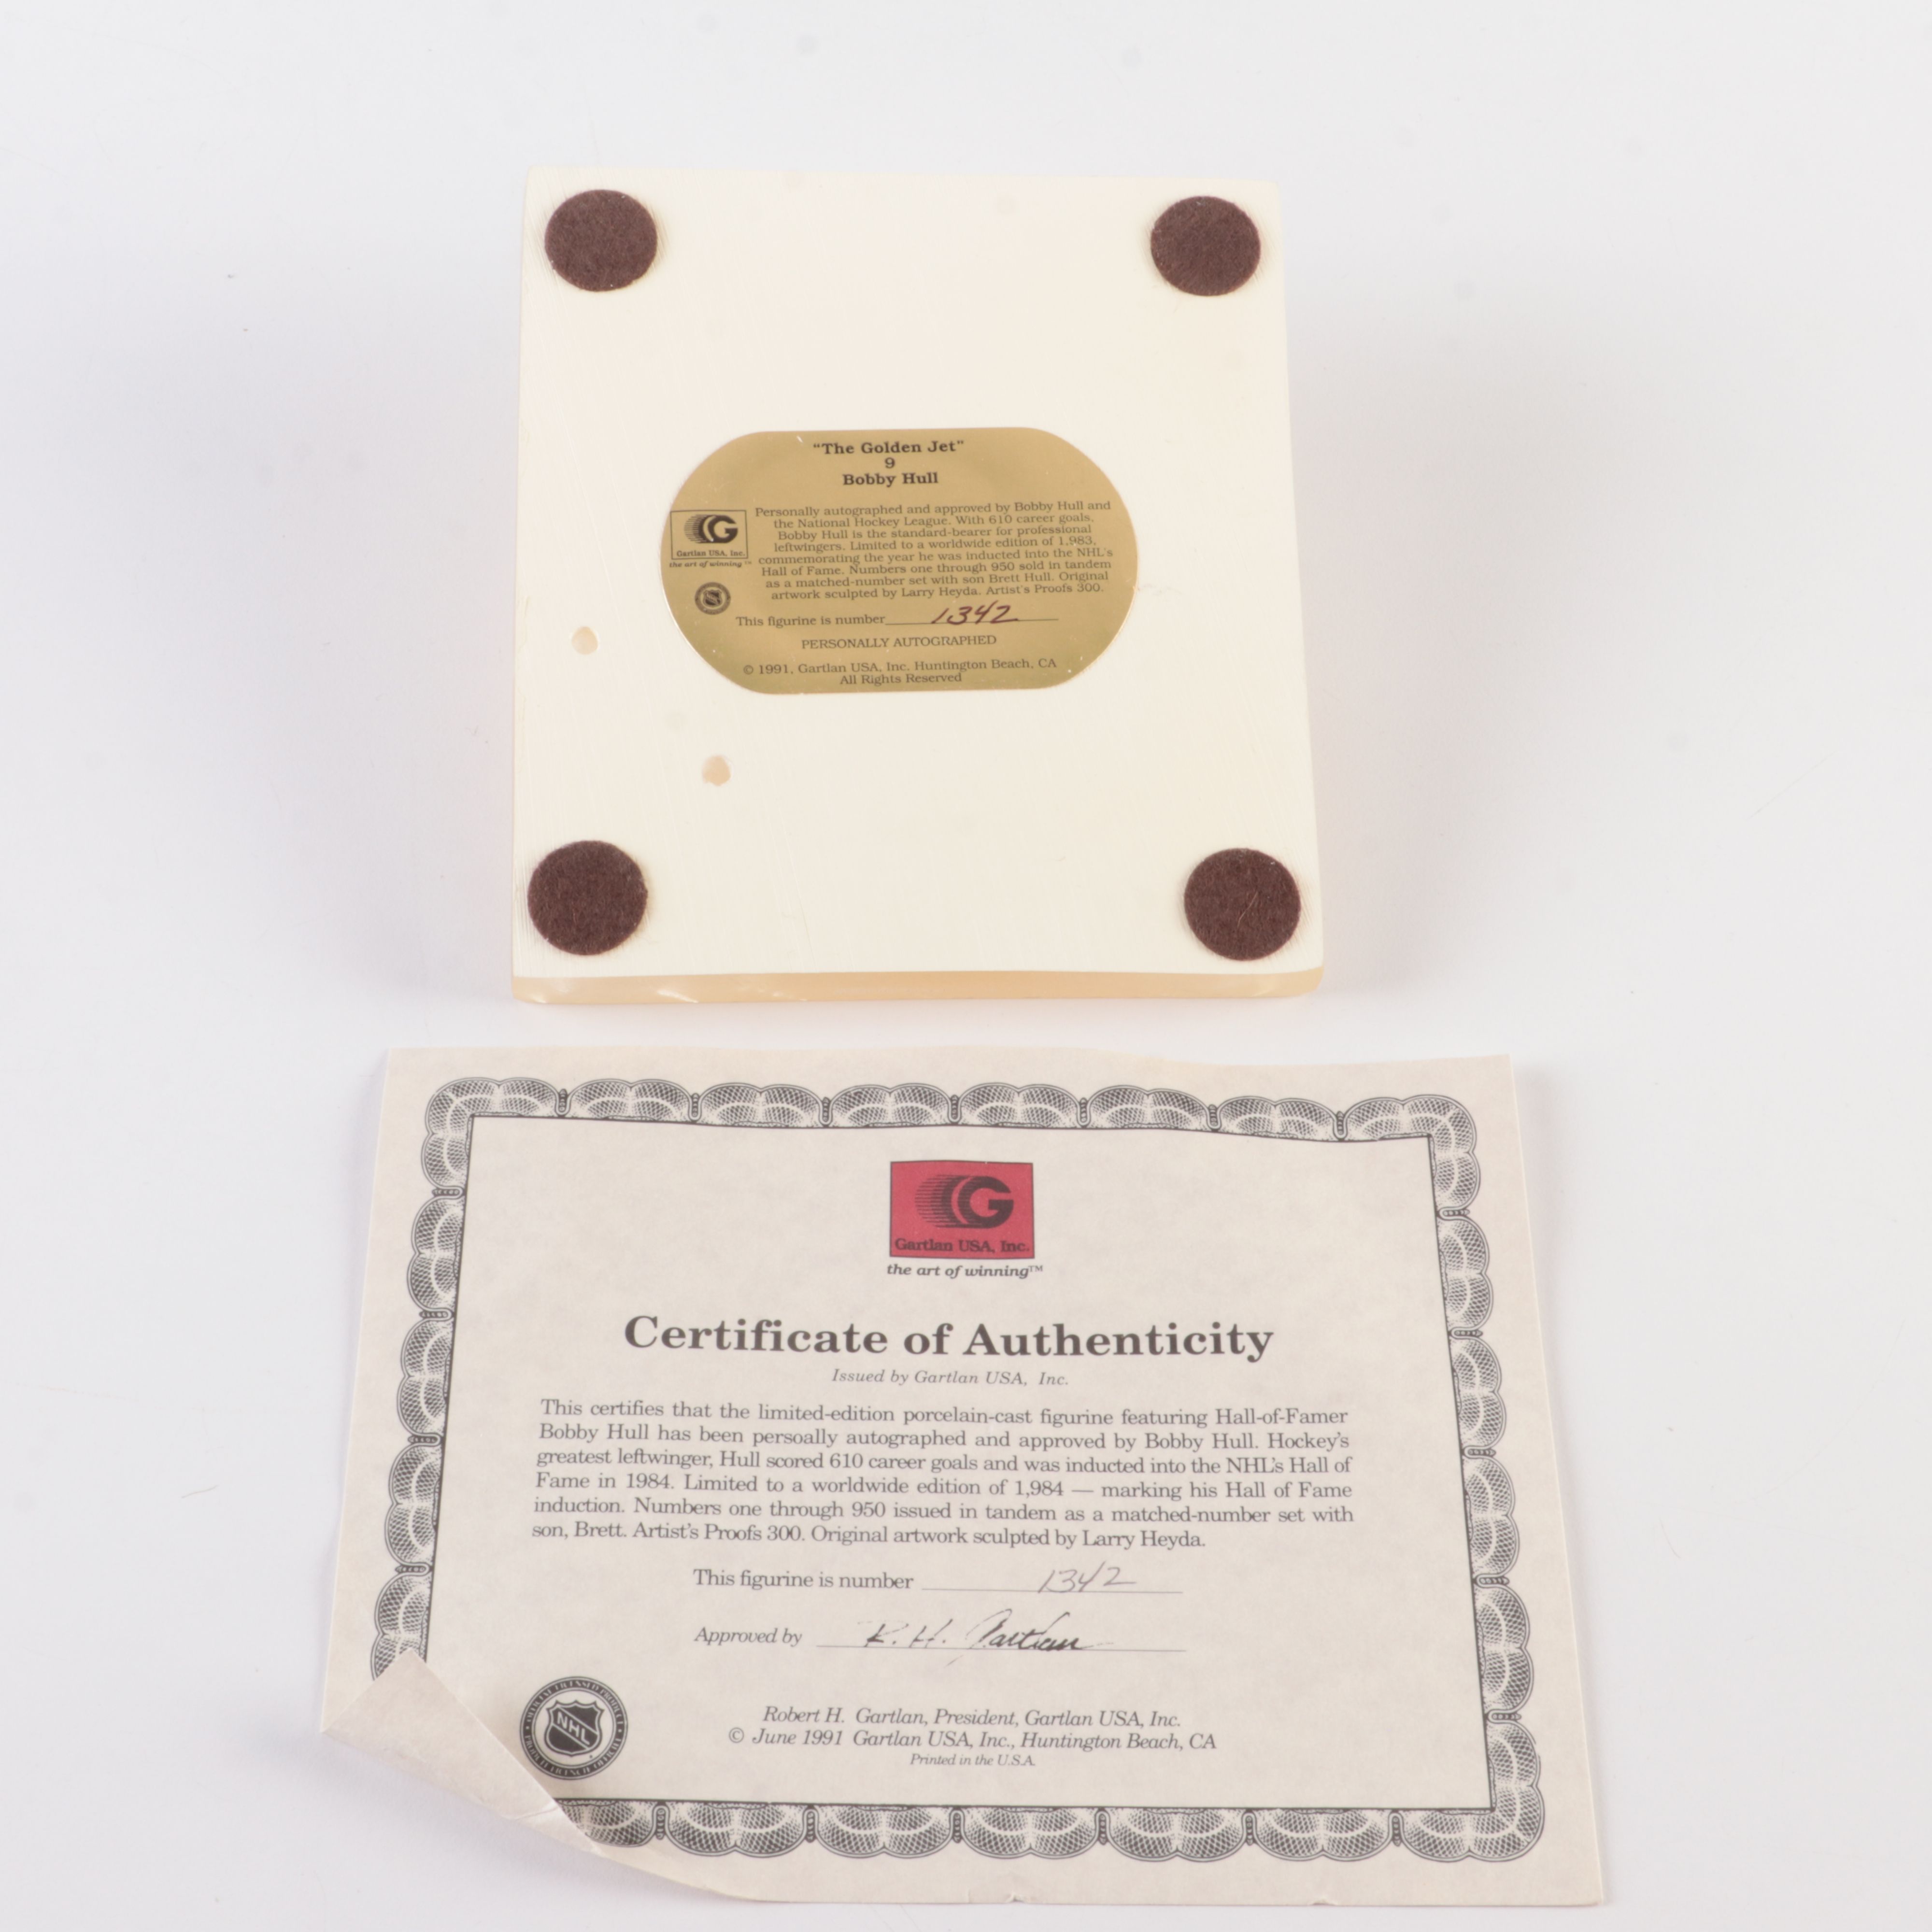 "The Golden Jet"
9
Bobby Hull
Personally autographed and approved by Bobby Hull and
the National Hockey League. With 610 career goals,
Bobby Hull is the standard-bearer for professional
leftwingers. Limited to a worldwide edition of 1,983,
commemorating the year he was inducted into the NHL's
Hall of Fame. Numbers one through 950 sold in tandem
as a matched-number set with son Brett Hull. Original
artwork sculpted by Larry Heyda. Artist's Proofs 300.
G
Gartlan USA, Inc.
the art of winning™
This figurine is number 1342
PERSONALLY AUTOGRAPHED
© 1991, Gartlan USA, Inc. Huntington Beach, CA
All Rights Reserved
G
Gartlan USA, Inc.
the art of winning™
Certificate of Authenticity
Issued by Gartlan USA, Inc.
This certifies that the limited-edition porcelain-cast figurine featuring Hall-of-Famer
Bobby Hull has been persoally autographed and approved by Bobby Hull. Hockey's
greatest leftwinger, Hull scored 610 career goals and was inducted into the NHL's Hall of
Fame in 1984. Limited to a worldwide edition of 1,984 — marking his Hall of Fame
induction. Numbers one through 950 issued in tandem as a matched-number set with
son, Brett. Artist's Proofs 300. Original artwork sculpted by Larry Heyda.
This figurine is number 1342
Approved by R. H. Gartlan
NHL
Robert H. Gartlan, President, Gartlan USA, Inc.
© June 1991 Gartlan USA, Inc., Huntington Beach, CA
Printed in the U.S.A.